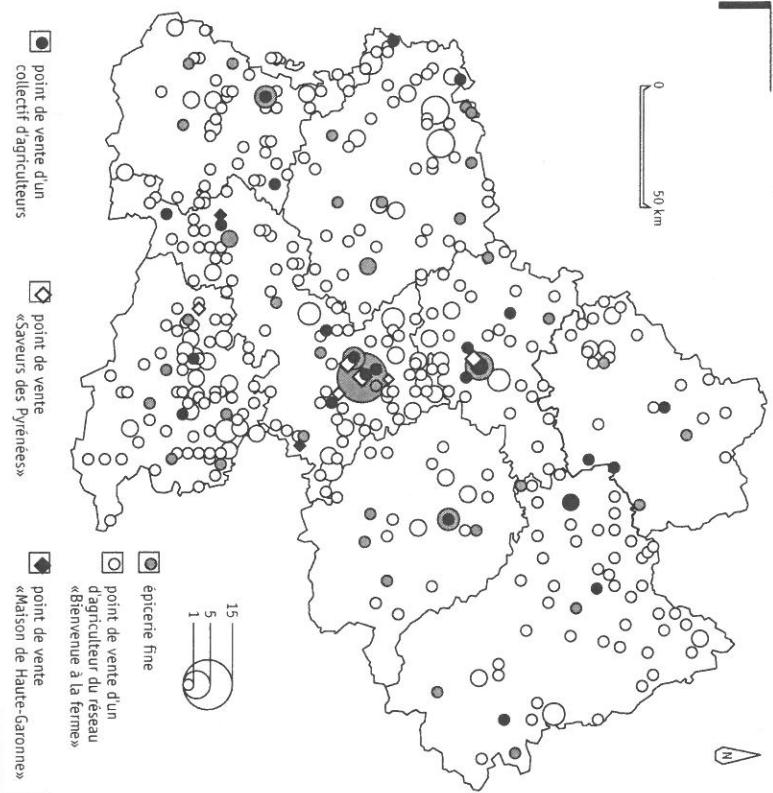 0
50 km
point de vente d'un
collectif d'agriculteurs
point de vente
«Saveurs des Pyrénées»
épicerie fine
point de vente d'un
d'agriculteur du réseau
«Bienvenue à la ferme»
point de vente
«Maison de Haute-Garonne»
15
5
1
N